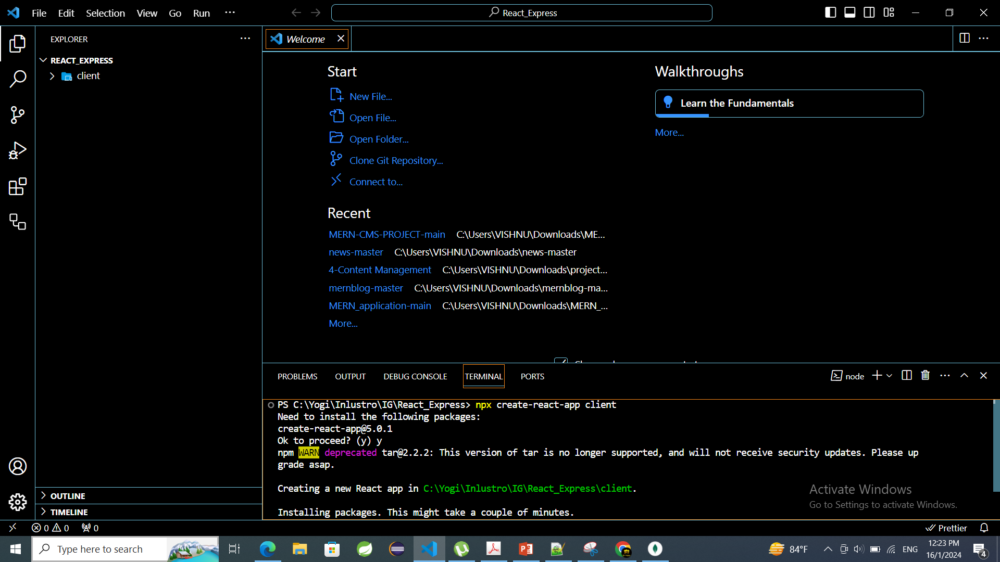 File Edit Selection View Go Run ···
React_Express
EXPLORER
REACT_EXPRESS
client
OUTLINE
TIMELINE
Welcome
Start
New File...
Open File...
Open Folder...
Clone Git Repository...
Connect to...
Recent
MERN-CMS-PROJECT-main C:\Users\VISHNU\Downloads\ME...
news-master C:\Users\VISHNU\Downloads\news-master
4-Content Management C:\Users\VISHNU\Downloads\project...
mernblog-master C:\Users\VISHNU\Downloads\mernblog-ma...
MERN_application-main C:\Users\VISHNU\Downloads\MERN_...
More...
Walkthroughs
Learn the Fundamentals
More...
PROBLEMS OUTPUT DEBUG CONSOLE TERMINAL PORTS
node
PS C:\Yogi\Inlustro\IG\React_Express> npx create-react-app client
Need to install the following packages:
create-react-app@5.0.1
Ok to proceed? (y) y
npm WARN deprecated tar@2.2.2: This version of tar is no longer supported, and will not receive security updates. Please up
grade asap.
Creating a new React app in C:\Yogi\Inlustro\IG\React_Express\client.
Installing packages. This might take a couple of minutes.
Activate Windows
Go to Settings to activate Windows.
0 0 0
Prettier
Type here to search
84°F
ENG
12:23 PM
16/1/2024
4